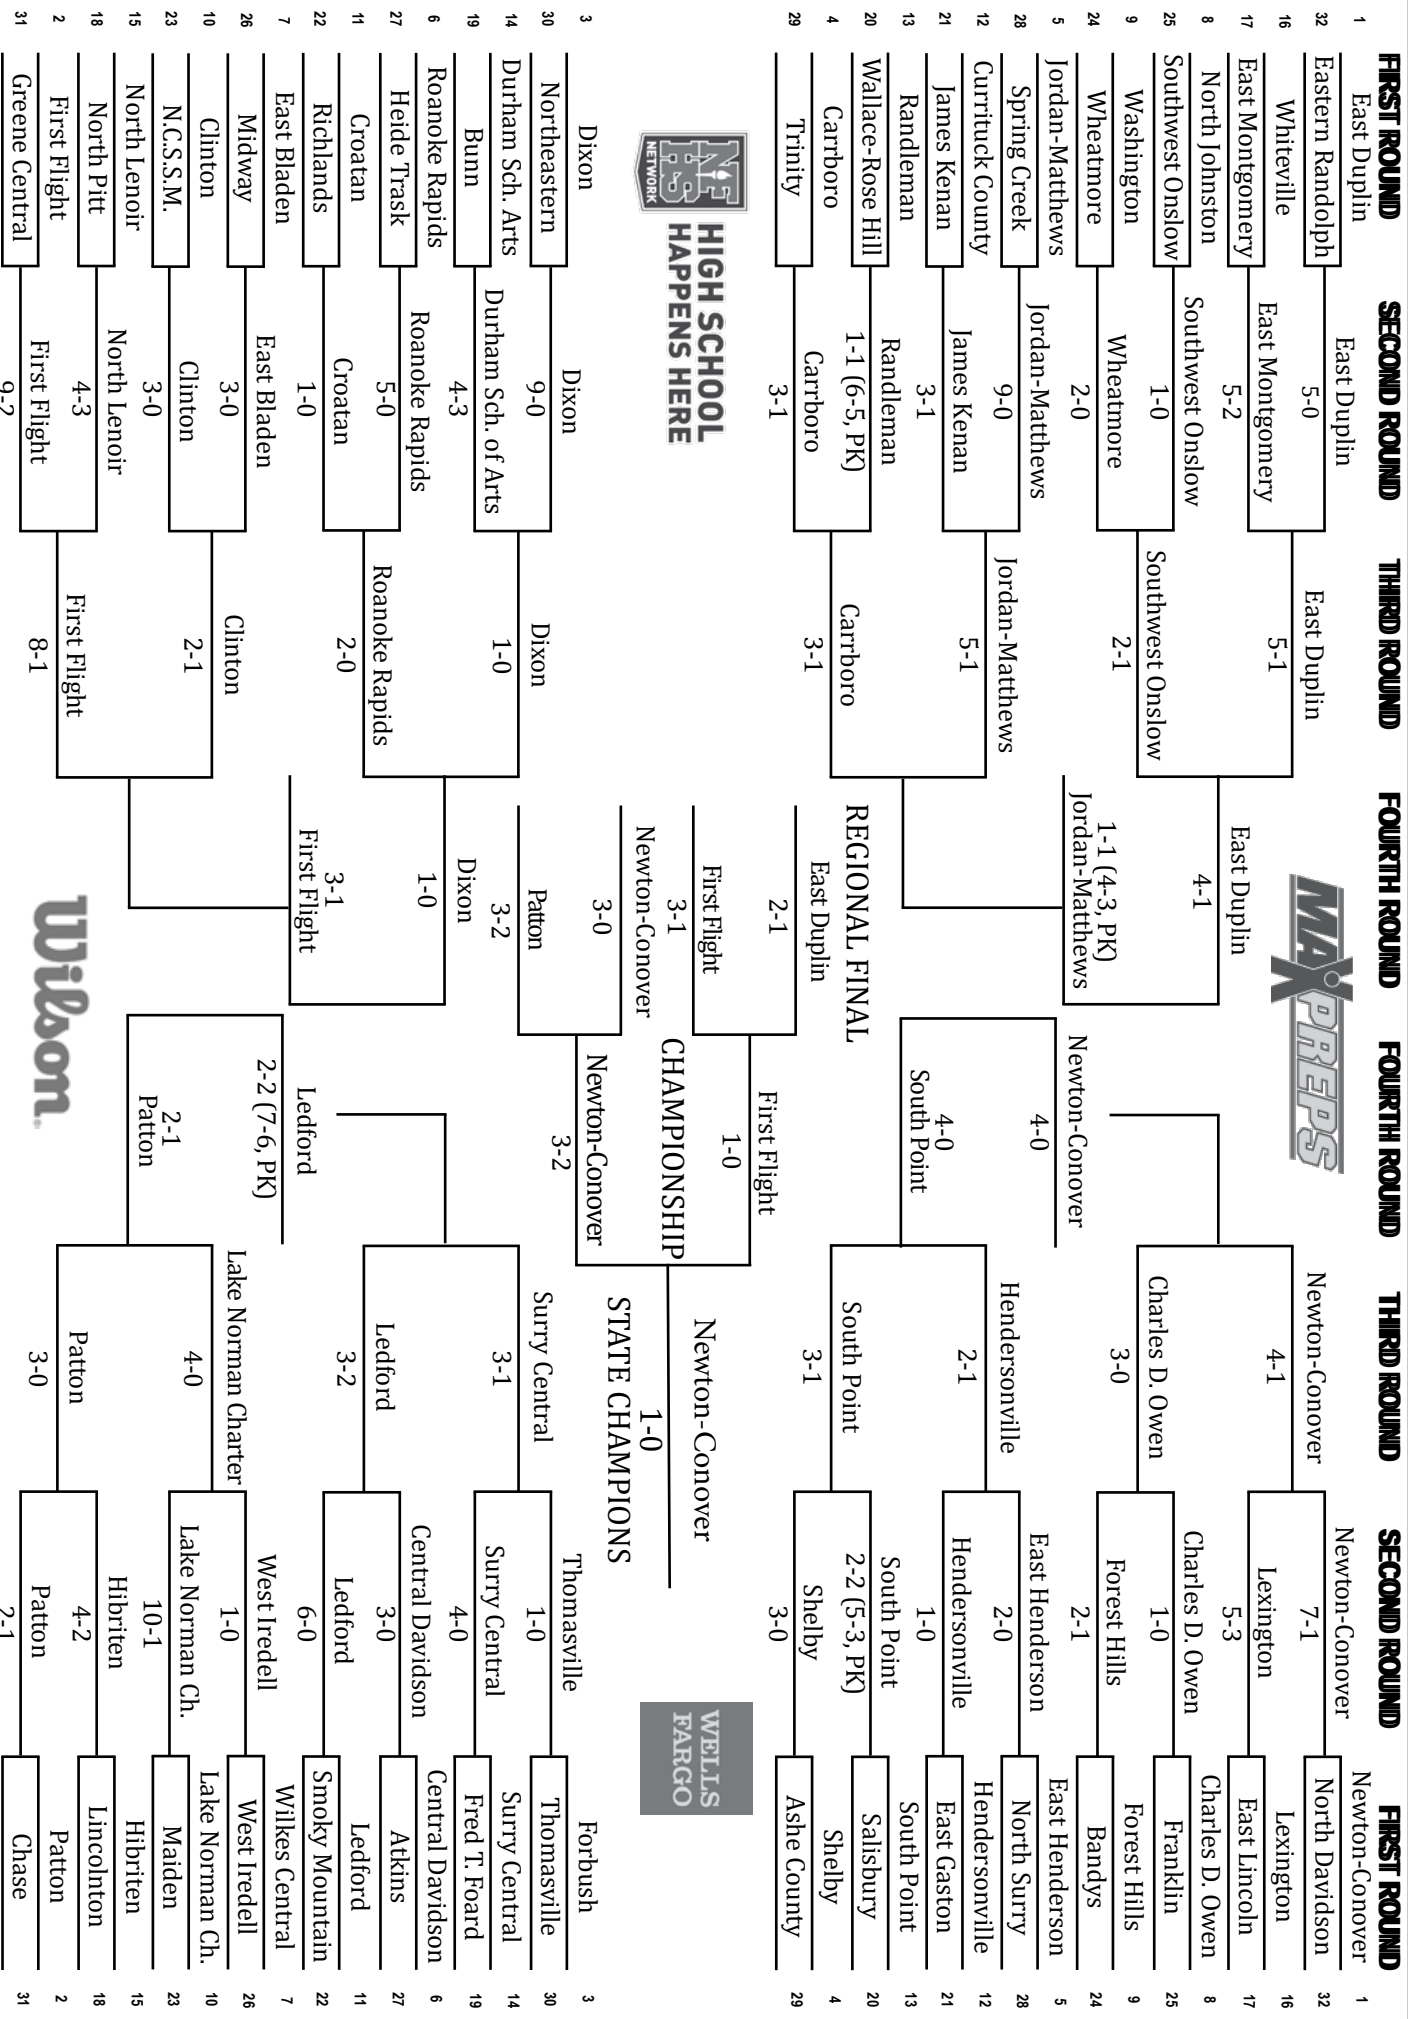 FIRST ROUND
SECOND ROUND
THIRD ROUND
FOURTH ROUND
FOURTH ROUND
THIRD ROUND
SECOND ROUND
FIRST ROUND
1 East Duplin
32 Eastern Randolph
16 Whiteville
17 East Montgomery
8 North Johnston
25 Southwest Onslow
9 Washington
24 Wheatmore
5 Jordan-Matthews
28 Spring Creek
12 Currituck County
21 James Kenan
13 Randleman
20 Wallace-Rose Hill
4 Carrboro
29 Trinity
NFHS
NETWORK
HIGH SCHOOL
HAPPENS HERE
3 Dixon
30 Northeastern
14 Durham Sch. Arts
19 Bunn
6 Roanoke Rapids
27 Heide Trask
11 Croatan
22 Richlands
7 East Bladen
26 Midway
10 Clinton
23 N.C.S.S.M.
15 North Lenoir
18 North Pitt
2 First Flight
31 Greene Central
East Duplin
5-0
East Montgomery
5-2
Southwest Onslow
1-0
Wheatmore
2-0
Jordan-Matthews
9-0
James Kenan
3-1
Randleman
1-1 (6-5, PK)
Carrboro
3-1
Dixon
9-0
Durham Sch. of Arts
4-3
Roanoke Rapids
5-0
Croatan
1-0
East Bladen
3-0
Clinton
3-0
North Lenoir
4-3
First Flight
9-2
East Duplin
5-1
Southwest Onslow
2-1
Jordan-Matthews
5-1
Carrboro
3-1
Dixon
1-0
Roanoke Rapids
2-0
Clinton
2-1
First Flight
8-1
MAXPREPS
East Duplin
4-1
1-1 (4-3, PK)
Jordan-Matthews
REGIONAL FINAL
East Duplin
2-1
First Flight
3-1
Newton-Conover
3-0
Patton
3-2
Dixon
1-0
3-1
First Flight
Wilson.
First Flight
1-0
CHAMPIONSHIP
Newton-Conover
3-2
Newton-Conover
1-0
STATE CHAMPIONS
Newton-Conover
4-0
4-0
South Point
Ledford
2-2 (7-6, PK)
2-1
Patton
Newton-Conover
4-1
Charles D. Owen
3-0
Hendersonville
2-1
South Point
3-1
Surry Central
3-1
Ledford
3-2
Lake Norman Charter
4-0
Patton
3-0
Newton-Conover
7-1
Lexington
5-3
Charles D. Owen
1-0
Forest Hills
2-1
East Henderson
2-0
Hendersonville
1-0
South Point
2-2 (5-3, PK)
Shelby
3-0
Thomasville
1-0
Surry Central
4-0
Central Davidson
3-0
Ledford
6-0
West Iredell
1-0
Lake Norman Ch.
10-1
Hibriten
4-2
Patton
2-1
Newton-Conover 1
North Davidson 32
Lexington 16
East Lincoln 17
Charles D. Owen 8
Franklin 25
Forest Hills 9
Bandys 24
East Henderson 5
North Surry 28
Hendersonville 12
East Gaston 21
South Point 13
Salisbury 20
Shelby 4
Ashe County 29
WELLS
FARGO
Forbush 3
Thomasville 30
Surry Central 14
Fred T. Foard 19
Central Davidson 6
Atkins 27
Ledford 11
Smoky Mountain 22
Wilkes Central 7
West Iredell 26
Lake Norman Ch. 10
Maiden 23
Hibriten 15
Lincolnton 18
Patton 2
Chase 31